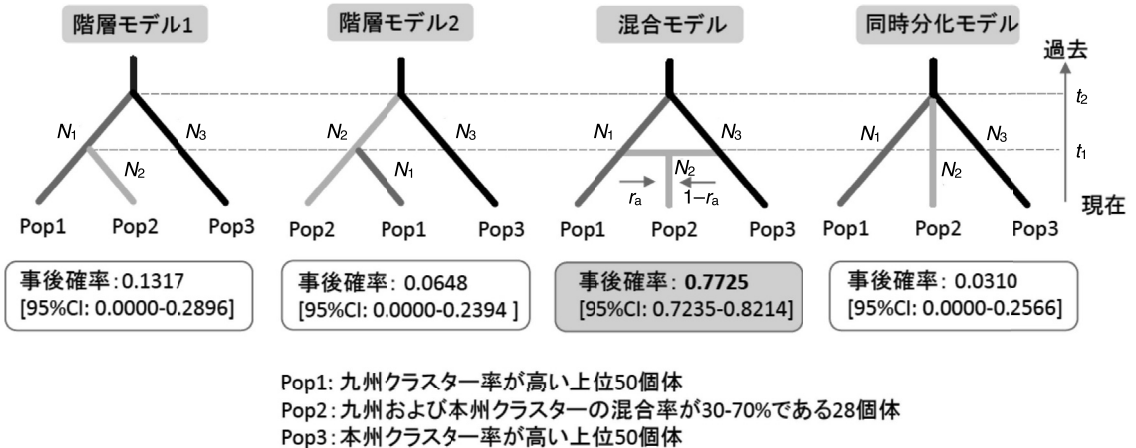 階層モデル1
階層モデル2
混合モデル
同時分化モデル
過去
t2
t1
現在
N1
N3
N2
Pop1
Pop2
Pop3
N2
N3
N1
Pop2
Pop1
Pop3
N1
N3
N2
ra
1−ra
Pop1
Pop2
Pop3
N1
N3
N2
Pop1
Pop2
Pop3
事後確率:0.1317
[95%CI: 0.0000-0.2896]
事後確率: 0.0648
[95%CI: 0.0000-0.2394 ]
事後確率: 0.7725
[95%CI: 0.7235-0.8214]
事後確率: 0.0310
[95%CI: 0.0000-0.2566]
Pop1: 九州クラスター率が高い上位50個体
Pop2: 九州および本州クラスターの混合率が30-70%である28個体
Pop3: 本州クラスター率が高い上位50個体